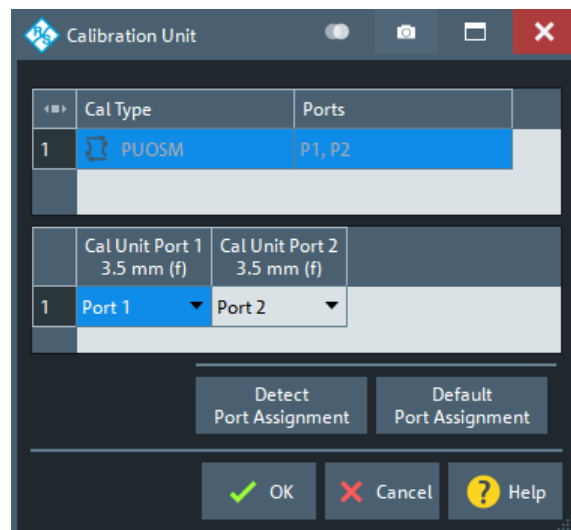 Calibration Unit
Cal Type Ports
1 PUOSM P1, P2
Cal Unit Port 1 Cal Unit Port 2
3.5 mm (f) 3.5 mm (f)
1 Port 1 Port 2
Detect Default
Port Assignment Port Assignment
OK Cancel ? Help